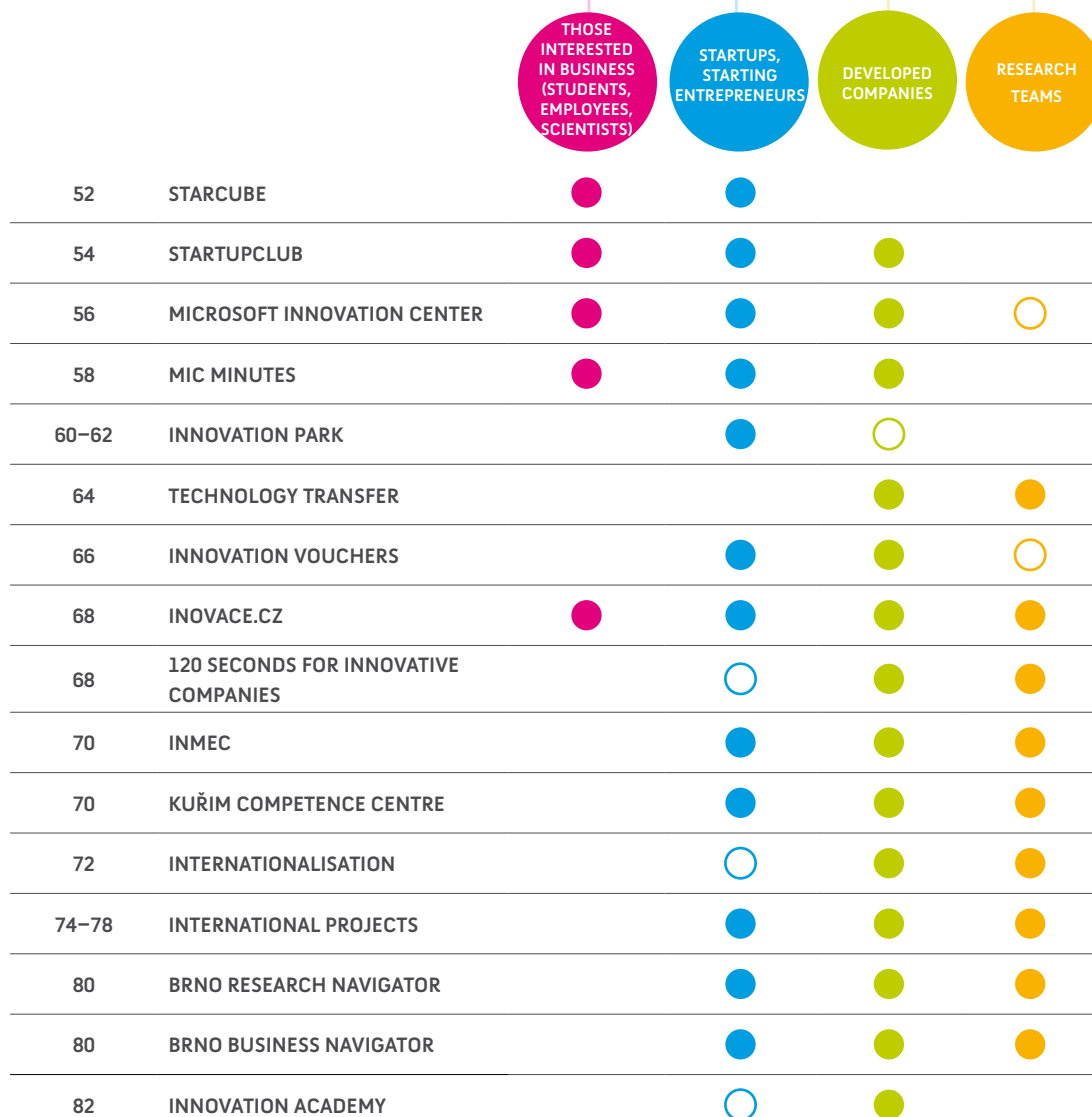 THOSE
INTERESTED
IN BUSINESS
(STUDENTS,
EMPLOYEES,
SCIENTISTS)
STARTUPS,
STARTING
ENTREPRENEURS
DEVELOPED
COMPANIES
RESEARCH
TEAMS
52 STARCUBE
54 STARTUPCLUB
56 MICROSOFT INNOVATION CENTER
58 MIC MINUTES
60–62 INNOVATION PARK
64 TECHNOLOGY TRANSFER
66 INNOVATION VOUCHERS
68 INOVACE.CZ
68 120 SECONDS FOR INNOVATIVE
COMPANIES
70 INMEC
70 KUŘIM COMPETENCE CENTRE
72 INTERNATIONALISATION
74–78 INTERNATIONAL PROJECTS
80 BRNO RESEARCH NAVIGATOR
80 BRNO BUSINESS NAVIGATOR
82 INNOVATION ACADEMY